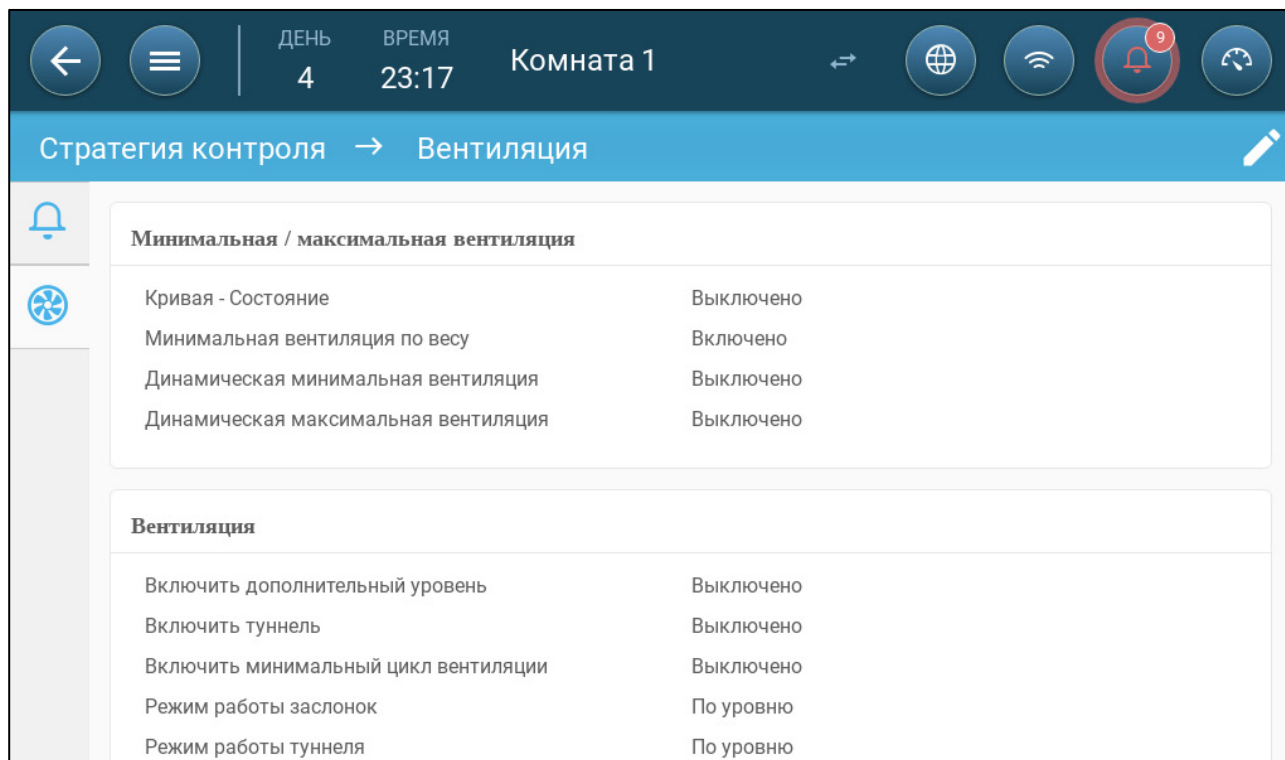 ДЕНЬ ВРЕМЯ
4 23:17 Комната 1 9
Стратегия контроля → Вентиляция
Минимальная / максимальная вентиляция
Кривая - Состояние Выключено
Минимальная вентиляция по весу Включено
Динамическая минимальная вентиляция Выключено
Динамическая максимальная вентиляция Выключено
Вентиляция
Включить дополнительный уровень Выключено
Включить туннель Выключено
Включить минимальный цикл вентиляции Выключено
Режим работы заслонок По уровню
Режим работы туннеля По уровню